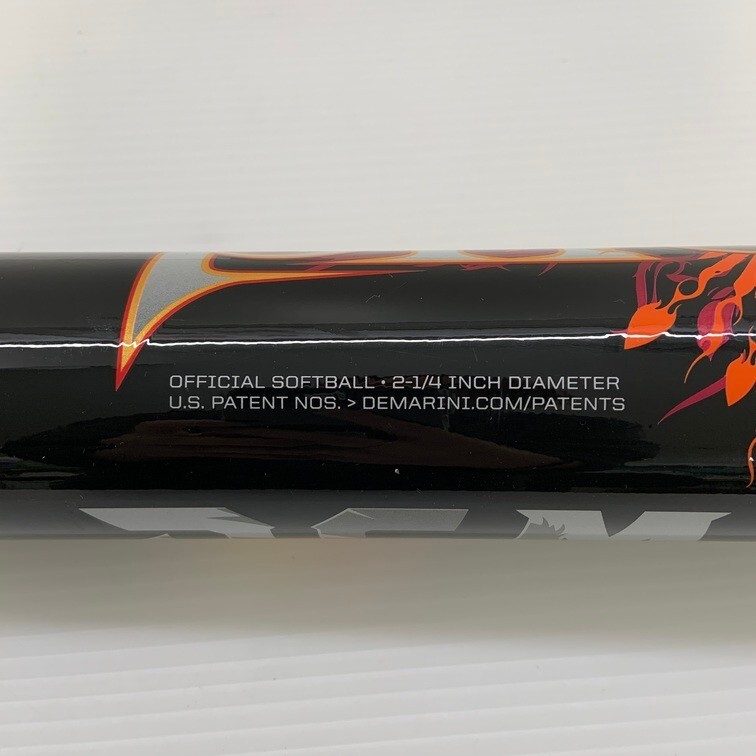 OFFICIAL SOFTBALL • 2-1/4 INCH DIAMETER
U.S. PATENT NOS. > DEMARINI.COM/PATENTS